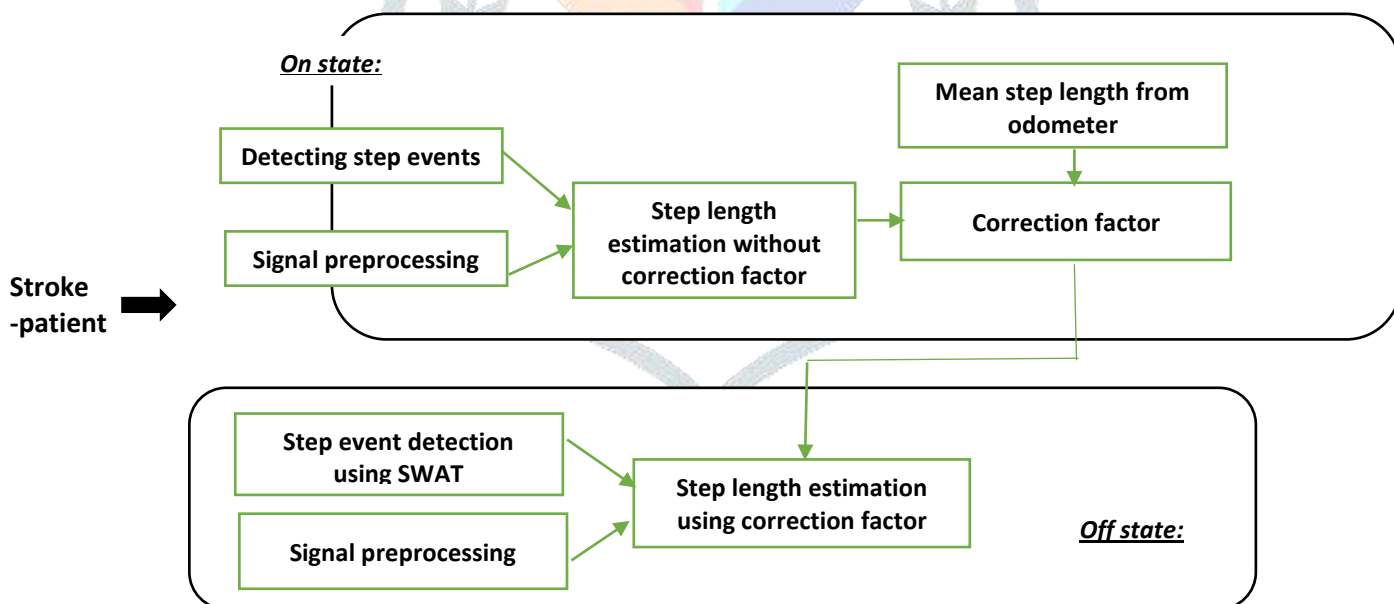 On state:
Mean step length from
odometer
Detecting step events
Step length
estimation without
correction factor
Correction factor
Signal preprocessing
Stroke
-patient
Step event detection
using SWAT
Step length estimation
using correction factor
Signal preprocessing
Off state: